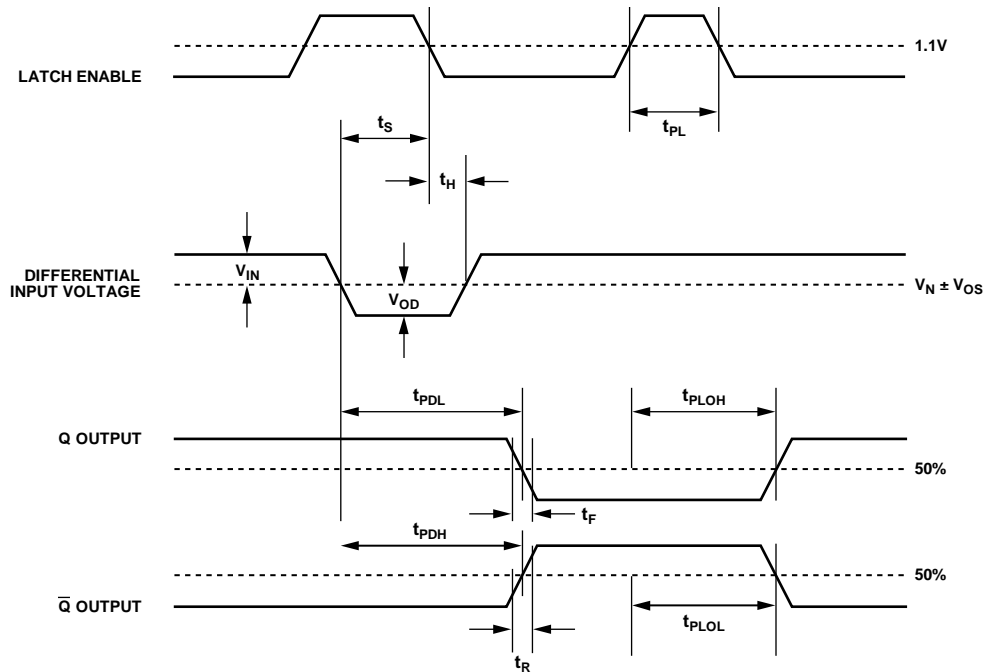 1.1V
LATCH ENABLE
tS
tPL
tH
VIN
DIFFERENTIAL
INPUT VOLTAGE
VOD
VN ± VOS
tPDL
tPLOH
Q OUTPUT
50%
tF
tPDH
50%
Q̅ OUTPUT
tPLOL
tR